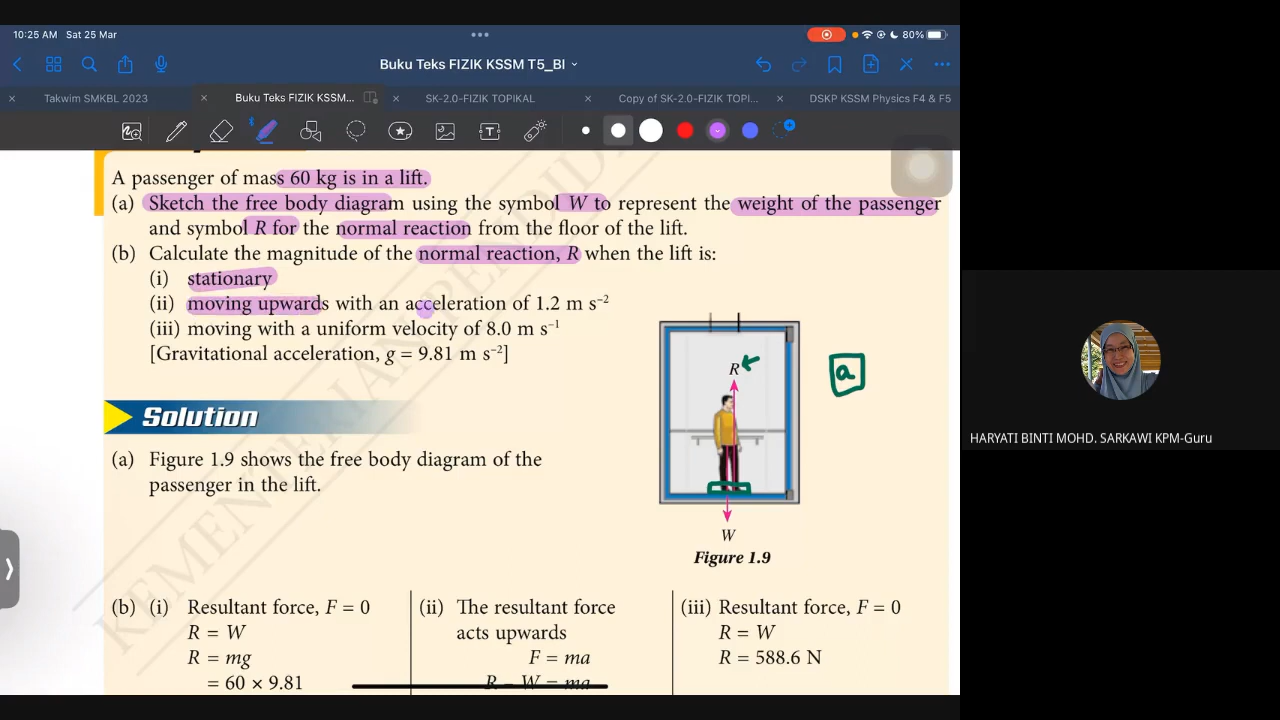 10:25 AM Sat 25 Mar
80%
Buku Teks FIZIK KSSM T5_BI
Takwim SMKBL 2023
Buku Teks FIZIK KSSM...
SK-2.0-FIZIK TOPIKAL
Copy of SK-2.0-FIZIK TOPI...
DSKP KSSM Physics F4 & F5
A passenger of mass 60 kg is in a lift.
(a) Sketch the free body diagram using the symbol W to represent the weight of the passenger
and symbol R for the normal reaction from the floor of the lift.
(b) Calculate the magnitude of the normal reaction, R when the lift is:
(i) stationary
(ii) moving upwards with an acceleration of 1.2 m s⁻²
(iii) moving with a uniform velocity of 8.0 m s⁻¹
[Gravitational acceleration, g = 9.81 m s⁻²]
R
a
Solution
(a) Figure 1.9 shows the free body diagram of the
passenger in the lift.
W
Figure 1.9
(b) (i) Resultant force, F = 0
R = W
R = mg
= 60 × 9.81
(ii) The resultant force
acts upwards
F = ma
R – W = ma
(iii) Resultant force, F = 0
R = W
R = 588.6 N
HARYATI BINTI MOHD. SARKAWI KPM-Guru